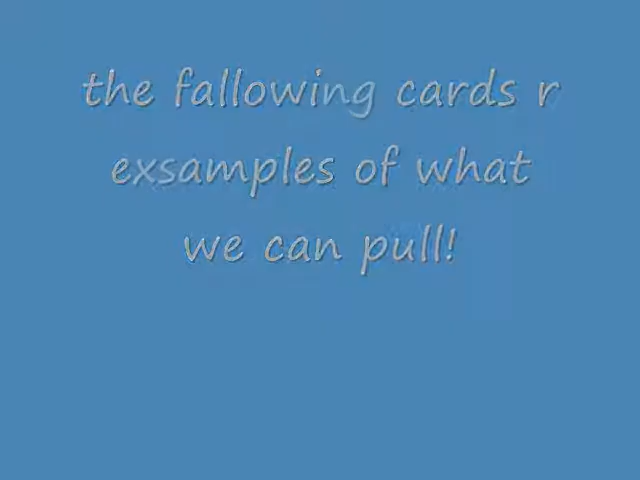 the fallowing cards r
exsamples of what
we can pull!